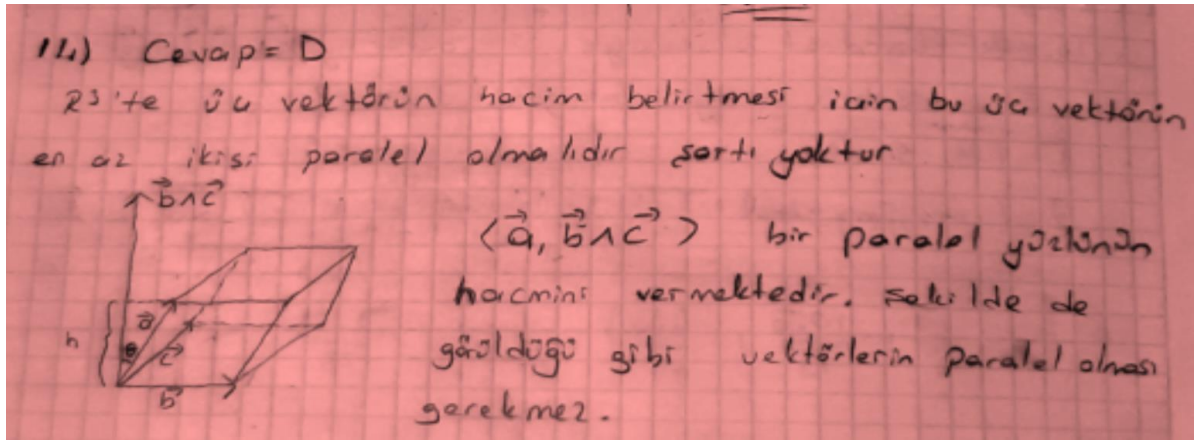 14) Cevap = D
R3'te üç vektörün hacim belirtmesi için bu üç vektörün
en az ikisi paralel olmalıdır şartı yoktur
b∧c
⟨a, b∧c⟩ bir paralel yüzlünün
hacmini vermektedir. Şekilde de
görüldüğü gibi vektörlerin paralel olması
gerekmez.
h
a
θ
c
b